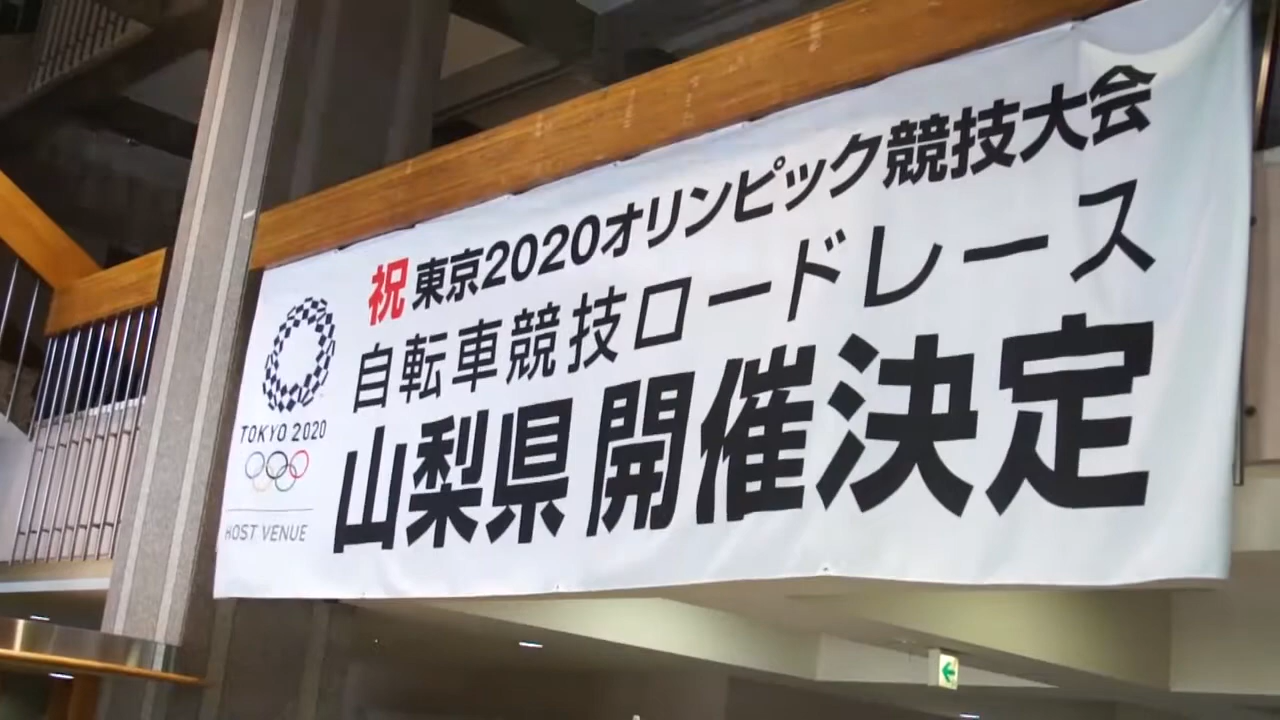 祝 東京2020オリンピック競技大会
自転車競技ロードレース
山梨県 開催決定
TOKYO 2020
HOST VENUE